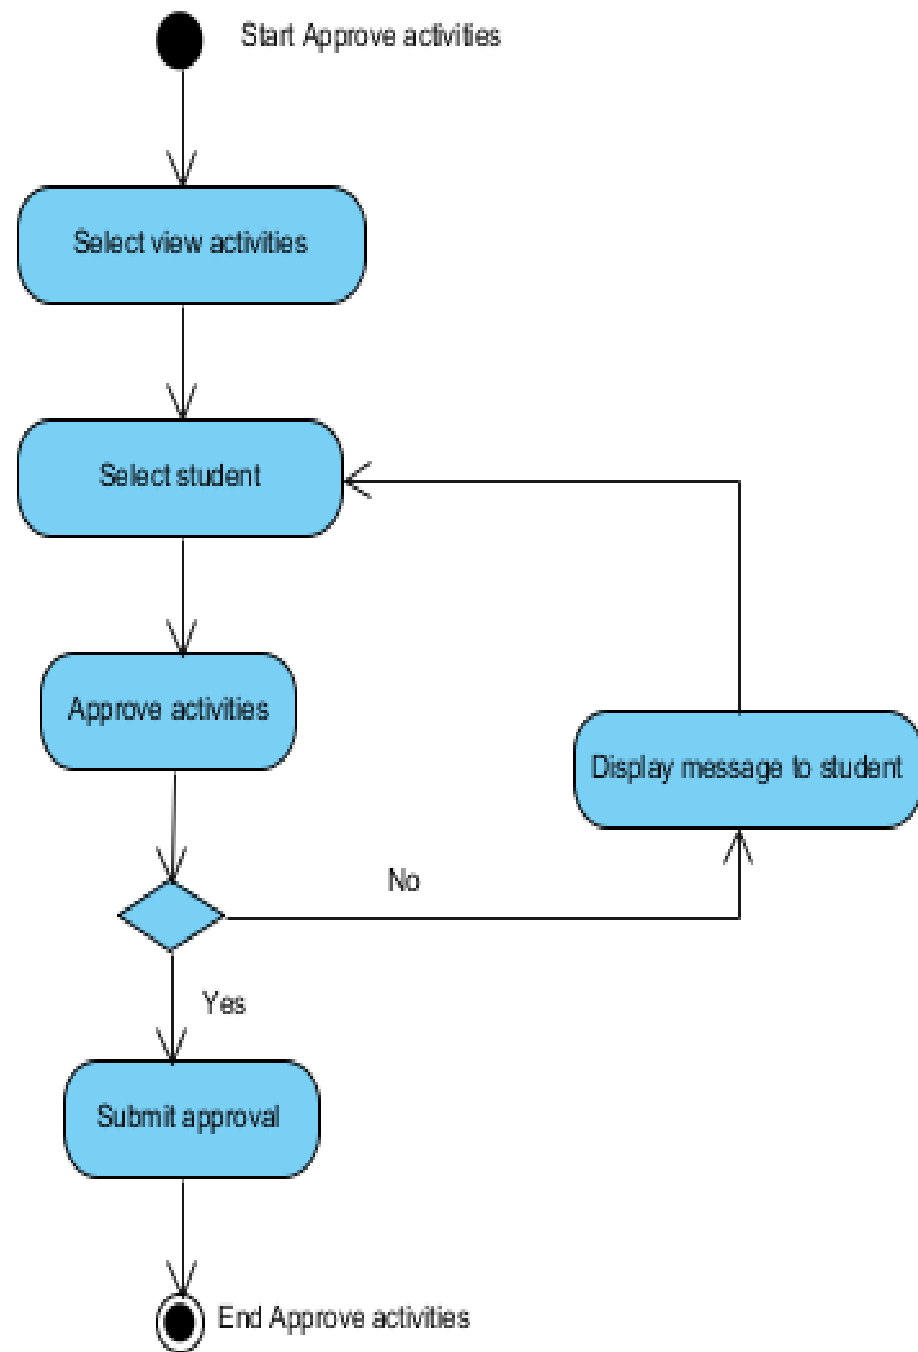 Start Approve activities
Select view activities
Select student
Approve activities
Display message to student
No
Yes
Submit approval
End Approve activities